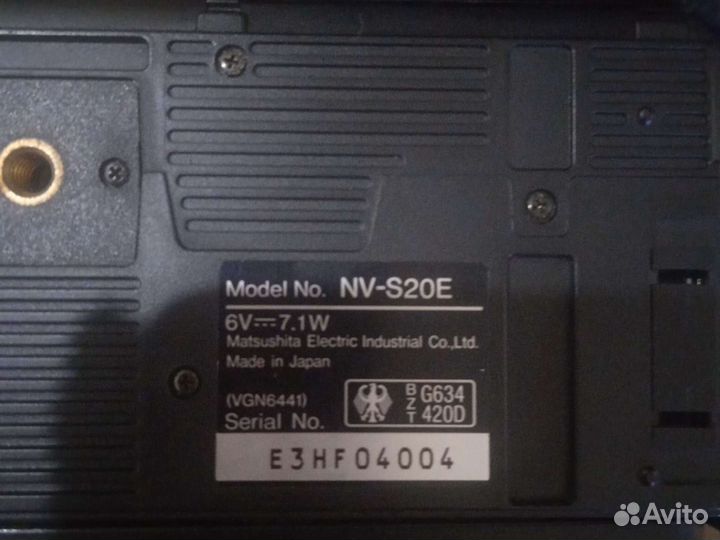 Model No. NV-S20E
6V⎓7.1W
Matsushita Electric Industrial Co.,Ltd.
Made in Japan
(VGN6441)
Serial No.
BZT
G634
420D
E3HF04004
Avito